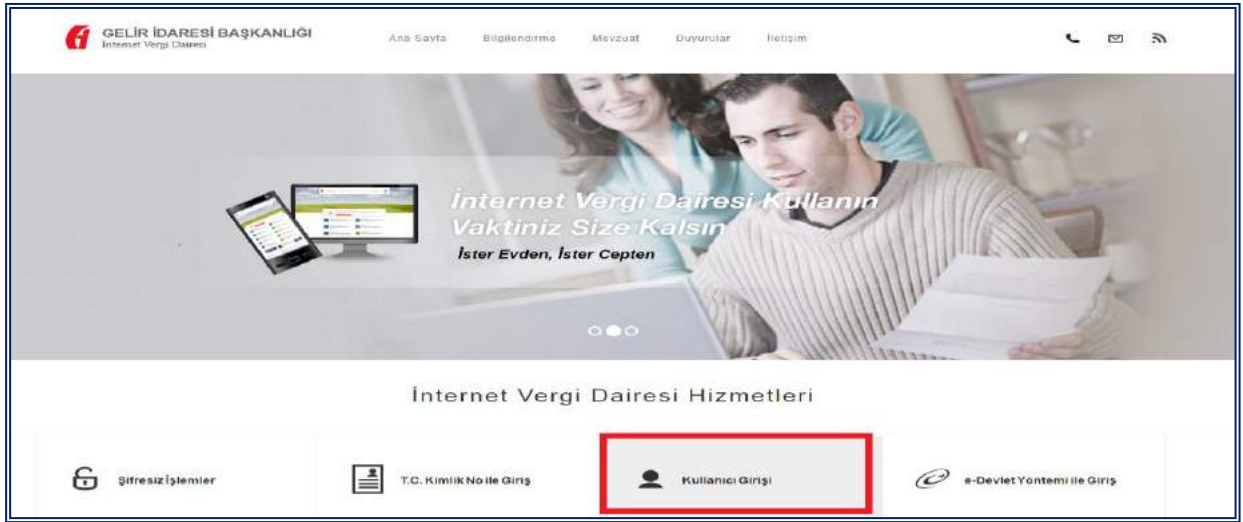 GELİR İDARESİ BAŞKANLIĞI
İnternet Vergi Dairesi
Ana Sayfa Bilgilendirme Mevzuat Duyurular İletişim
İnternet Vergi Dairesi Kullanın
Vaktiniz Size Kalsın
İster Evden, İster Cepten
İnternet Vergi Dairesi Hizmetleri
Şifresiz İşlemler
T.C. Kimlik No ile Giriş
Kullanıcı Girişi
e-Devlet Yöntemi ile Giriş